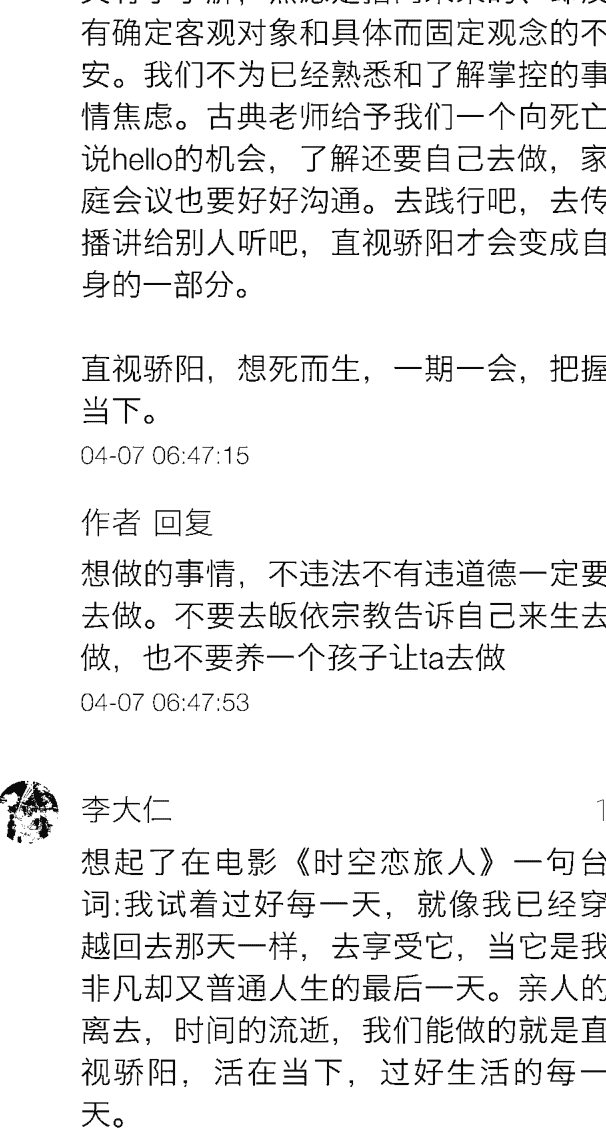 有确定客观对象和具体而固定观念的不
安。我们不为已经熟悉和了解掌控的事
情焦虑。古典老师给予我们一个向死亡
说hello的机会，了解还要自己去做，家
庭会议也要好好沟通。去践行吧，去传
播讲给别人听吧，直视骄阳才会变成自
身的一部分。
直视骄阳，想死而生，一期一会，把握
当下。
04-07 06:47:15
作者 回复
想做的事情，不违法不有违道德一定要
去做。不要去皈依宗教告诉自己来生去
做，也不要养一个孩子让ta去做
04-07 06:47:53
李大仁
1
想起了在电影《时空恋旅人》一句台
词:我试着过好每一天，就像我已经穿
越回去那天一样，去享受它，当它是我
非凡却又普通人生的最后一天。亲人的
离去，时间的流逝，我们能做的就是直
视骄阳，活在当下，过好生活的每一
天。